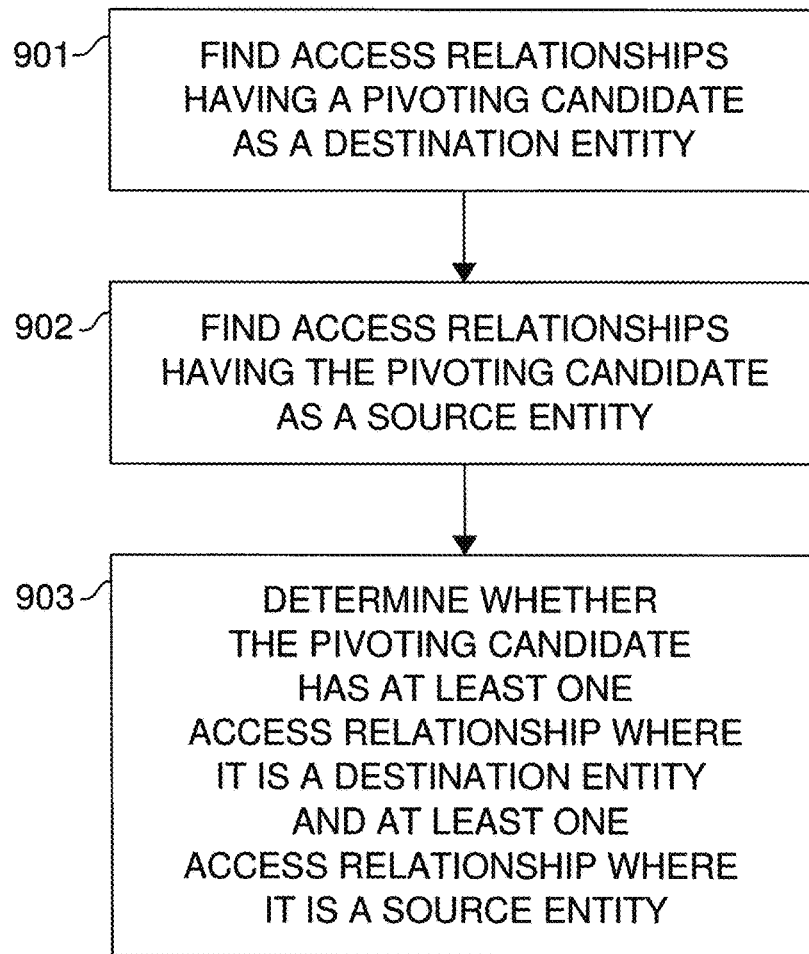 901
FIND ACCESS RELATIONSHIPS
HAVING A PIVOTING CANDIDATE
AS A DESTINATION ENTITY
902
FIND ACCESS RELATIONSHIPS
HAVING THE PIVOTING CANDIDATE
AS A SOURCE ENTITY
903
DETERMINE WHETHER
THE PIVOTING CANDIDATE
HAS AT LEAST ONE
ACCESS RELATIONSHIP WHERE
IT IS A DESTINATION ENTITY
AND AT LEAST ONE
ACCESS RELATIONSHIP WHERE
IT IS A SOURCE ENTITY